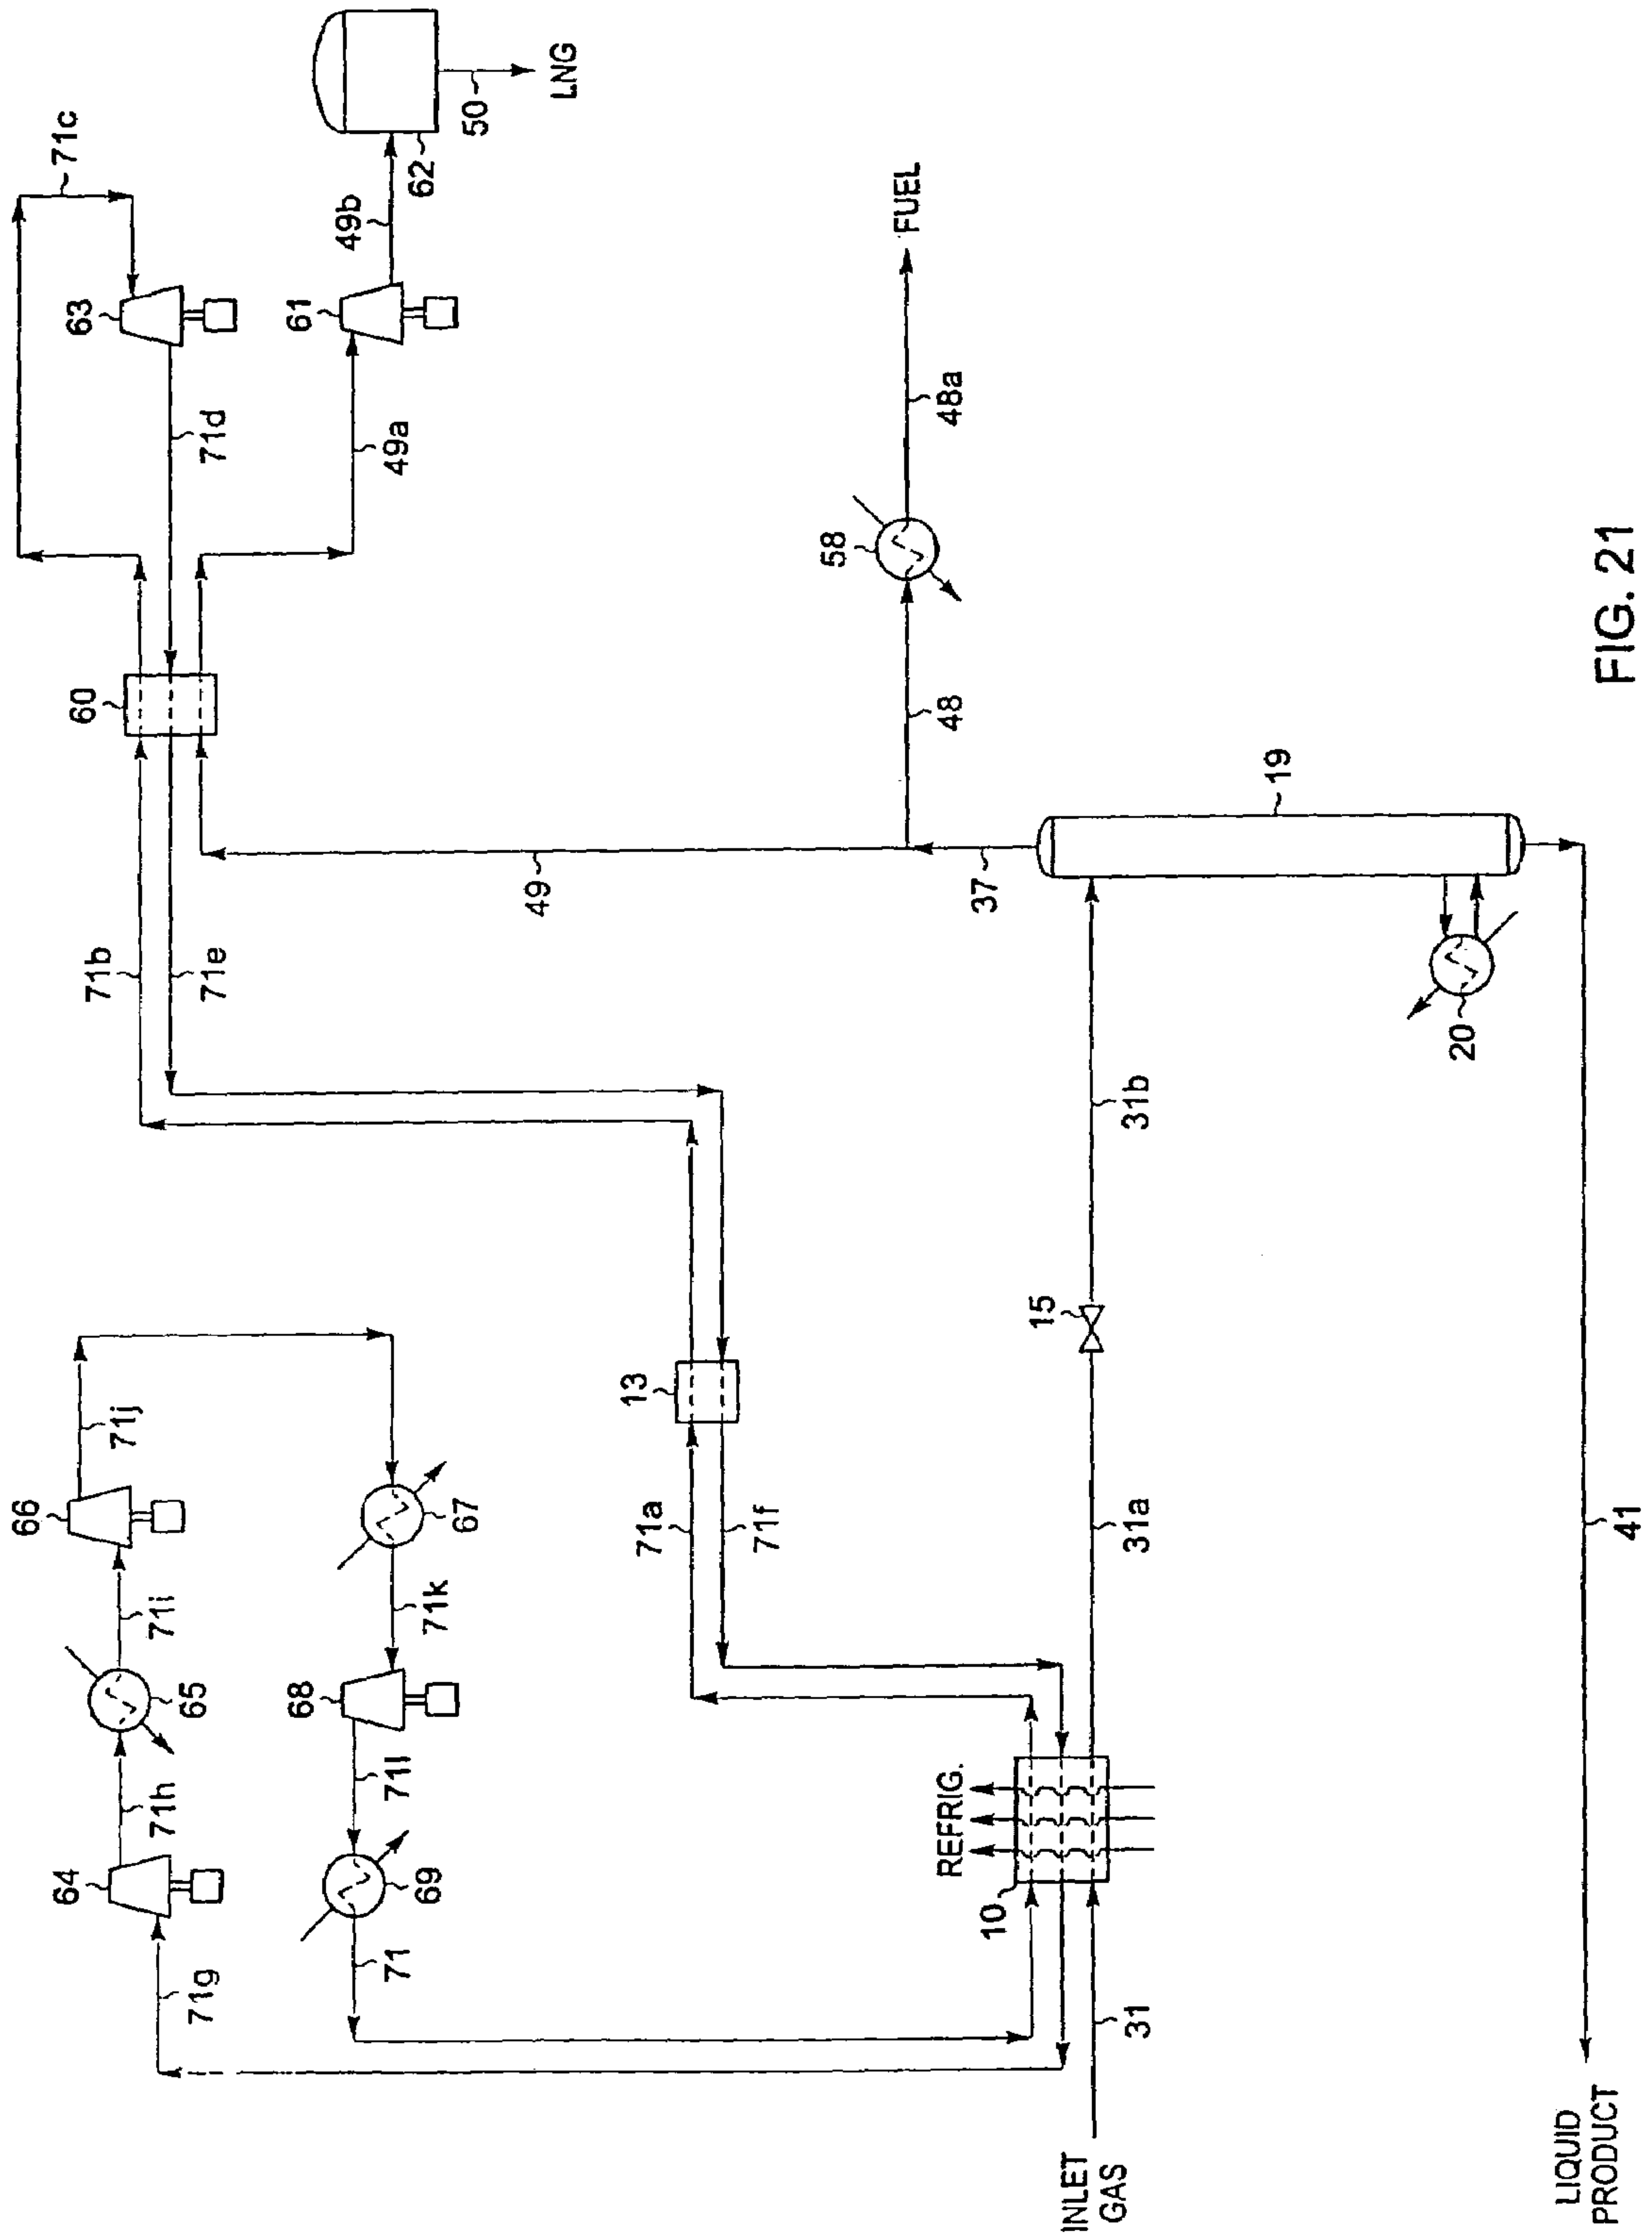 64
71h
65
71i
66
71j
71g
71
69
71l
68
71k
67
71b
71e
60
71d
63
71c
49a
61
49b
62
50
LNG
71a
71f
13
49
58
48
48a
FUEL
REFRIG.
10
INLET
GAS
31
31a
15
31b
37
19
20
41
LIQUID
PRODUCT
FIG. 21